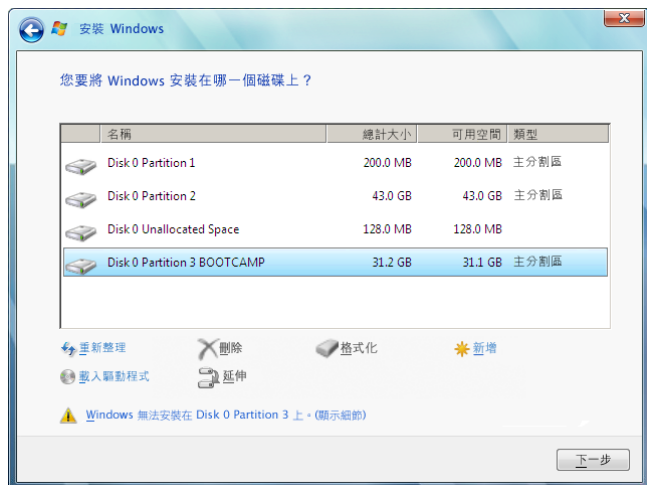 安裝 Windows
您要將 Windows 安裝在哪一個磁碟上？
名稱 總計大小 可用空間 類型
Disk 0 Partition 1 200.0 MB 200.0 MB 主分割區
Disk 0 Partition 2 43.0 GB 43.0 GB 主分割區
Disk 0 Unallocated Space 128.0 MB 128.0 MB
Disk 0 Partition 3 BOOTCAMP 31.2 GB 31.1 GB 主分割區
重新整理 刪除 格式化 新增
載入驅動程式 延伸
Windows 無法安裝在 Disk 0 Partition 3 上。(顯示細節)
下一步